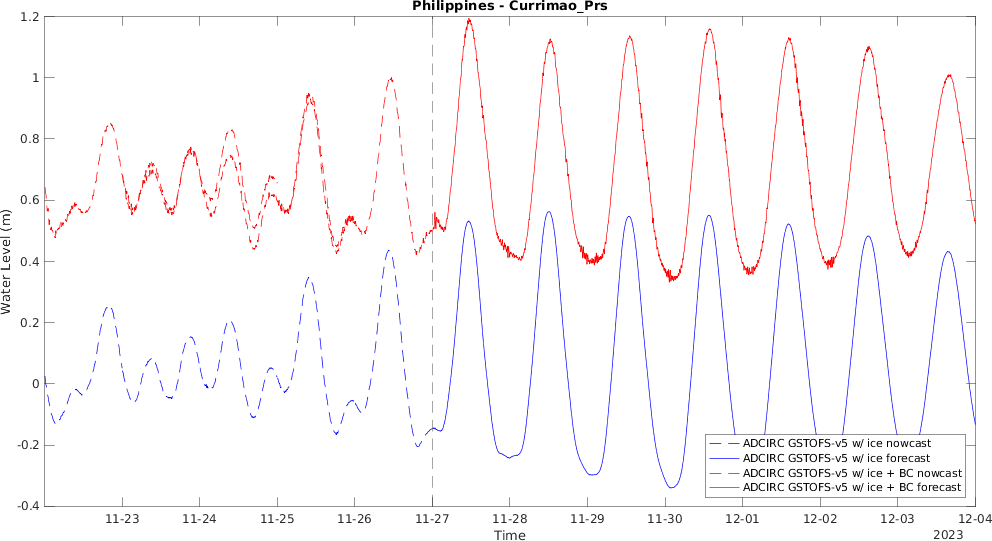 Philippines - Currimao_Prs
1.2
1
0.8
0.6
0.4
0.2
0
-0.2
-0.4
Water Level (m)
ADCIRC GSTOFS-v5 w/ ice nowcast
ADCIRC GSTOFS-v5 w/ ice forecast
ADCIRC GSTOFS-v5 w/ ice + BC nowcast
ADCIRC GSTOFS-v5 w/ ice + BC forecast
11-23 11-24 11-25 11-26 11-27 11-28 11-29 11-30 12-01 12-02 12-03 12-04
Time
2023